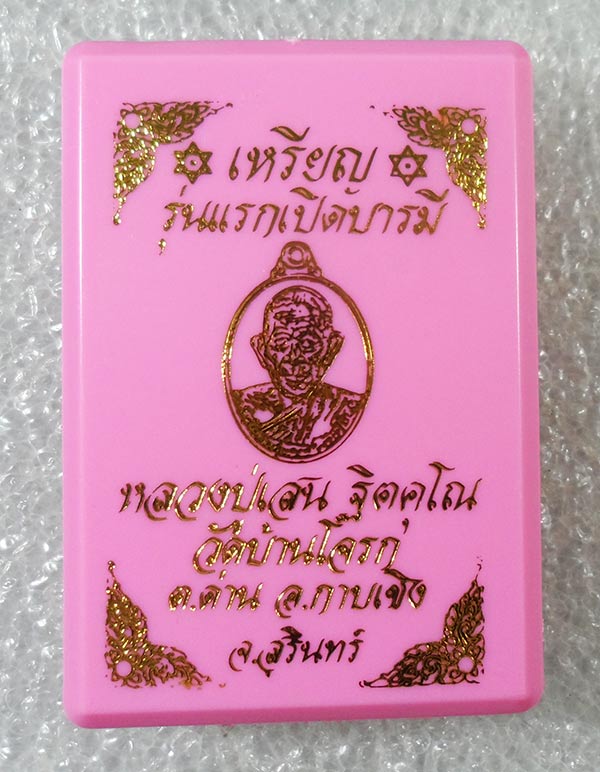 เหรียญ
รุ่นแรกเปิดบารมี
หลวงปู่เสน ฐิตคุโณ
วัดบ้านโจรก
ต.ด่าน อ.กาบเชิง
จ.สุรินทร์